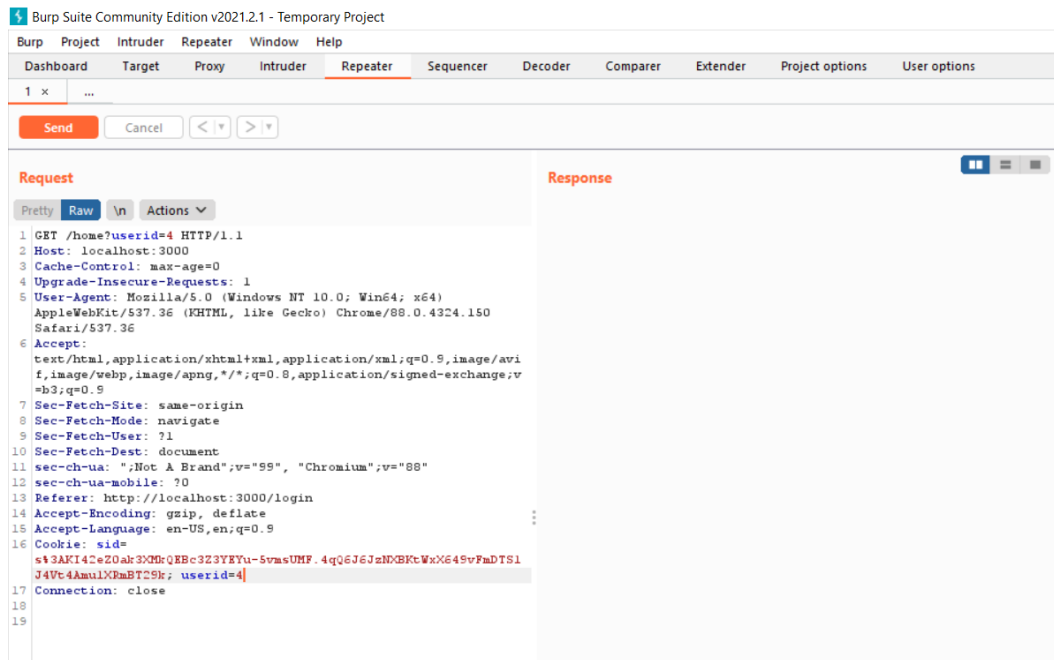 Burp Suite Community Edition v2021.2.1 - Temporary Project
Burp Project Intruder Repeater Window Help
Dashboard Target Proxy Intruder Repeater Sequencer Decoder Comparer Extender Project options User options
1 × ...
Send Cancel < >
Request
Response
Pretty Raw \n Actions
1 GET /home?userid=4 HTTP/1.1
2 Host: localhost:3000
3 Cache-Control: max-age=0
4 Upgrade-Insecure-Requests: 1
5 User-Agent: Mozilla/5.0 (Windows NT 10.0; Win64; x64)
AppleWebKit/537.36 (KHTML, like Gecko) Chrome/88.0.4324.150
Safari/537.36
6 Accept:
text/html,application/xhtml+xml,application/xml;q=0.9,image/avi
f,image/webp,image/apng,*/*;q=0.8,application/signed-exchange;v
=b3;q=0.9
7 Sec-Fetch-Site: same-origin
8 Sec-Fetch-Mode: navigate
9 Sec-Fetch-User: ?1
10 Sec-Fetch-Dest: document
11 sec-ch-ua: ";Not A Brand";v="99", "Chromium";v="88"
12 sec-ch-ua-mobile: ?0
13 Referer: http://localhost:3000/login
14 Accept-Encoding: gzip, deflate
15 Accept-Language: en-US,en;q=0.9
16 Cookie: sid=
s%3AKI42eZ0ak3XMkQEBc3Z3YEYu-5vmsUMF.4qQ6J6JzNXBKtWxX649vFmDTSl
J4Vt4AmulXRmBT29k; userid=4
17 Connection: close
18
19